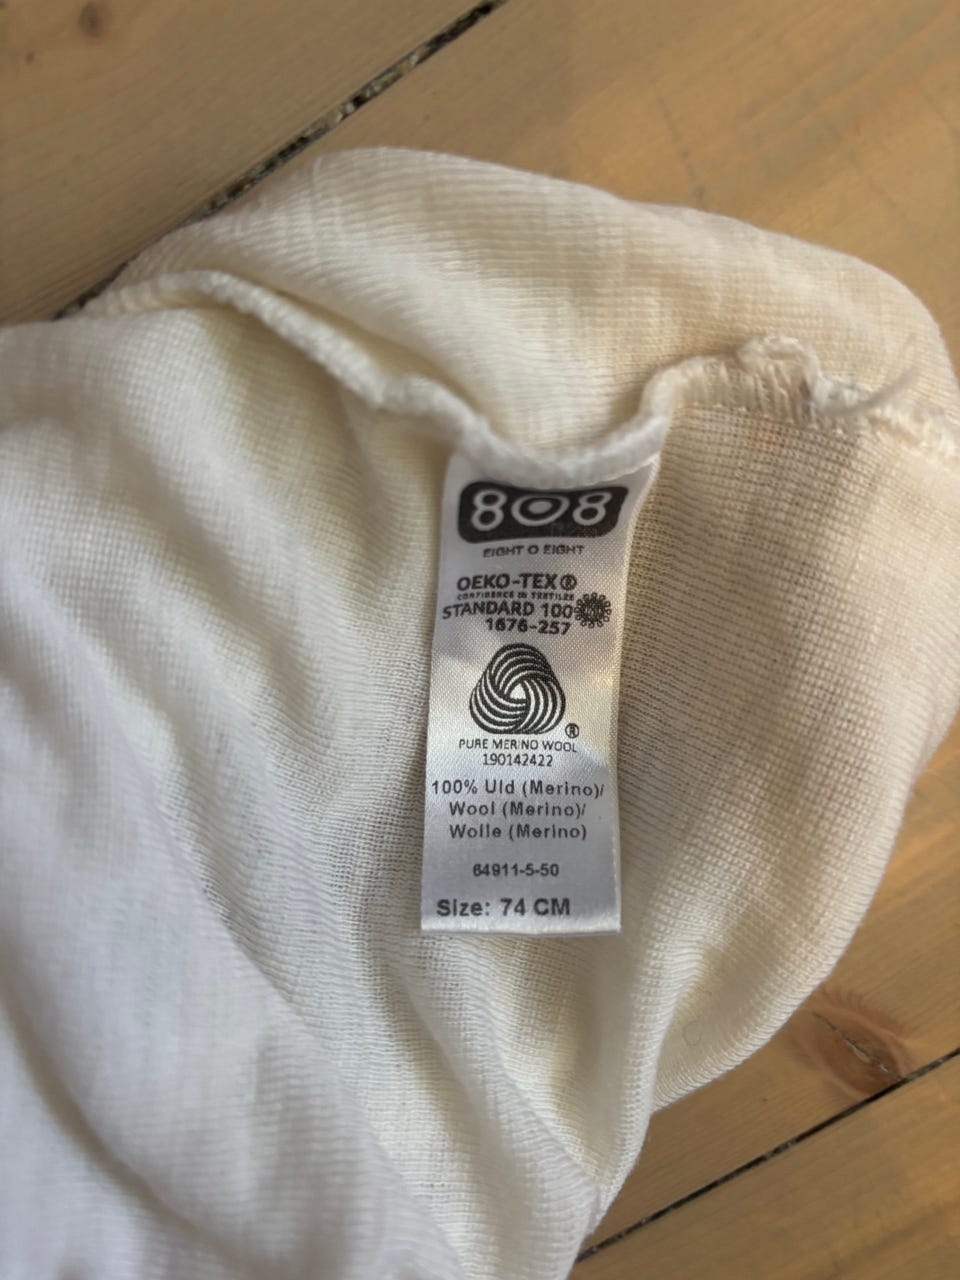 808
EIGHT O EIGHT
OEKO-TEX®
CONFIDENCE IN TEXTILES
STANDARD 100
1676-257
®
PURE MERINO WOOL
190142422
100% Uld (Merino)/
Wool (Merino)/
Wolle (Merino)
64911-5-50
Size: 74 CM